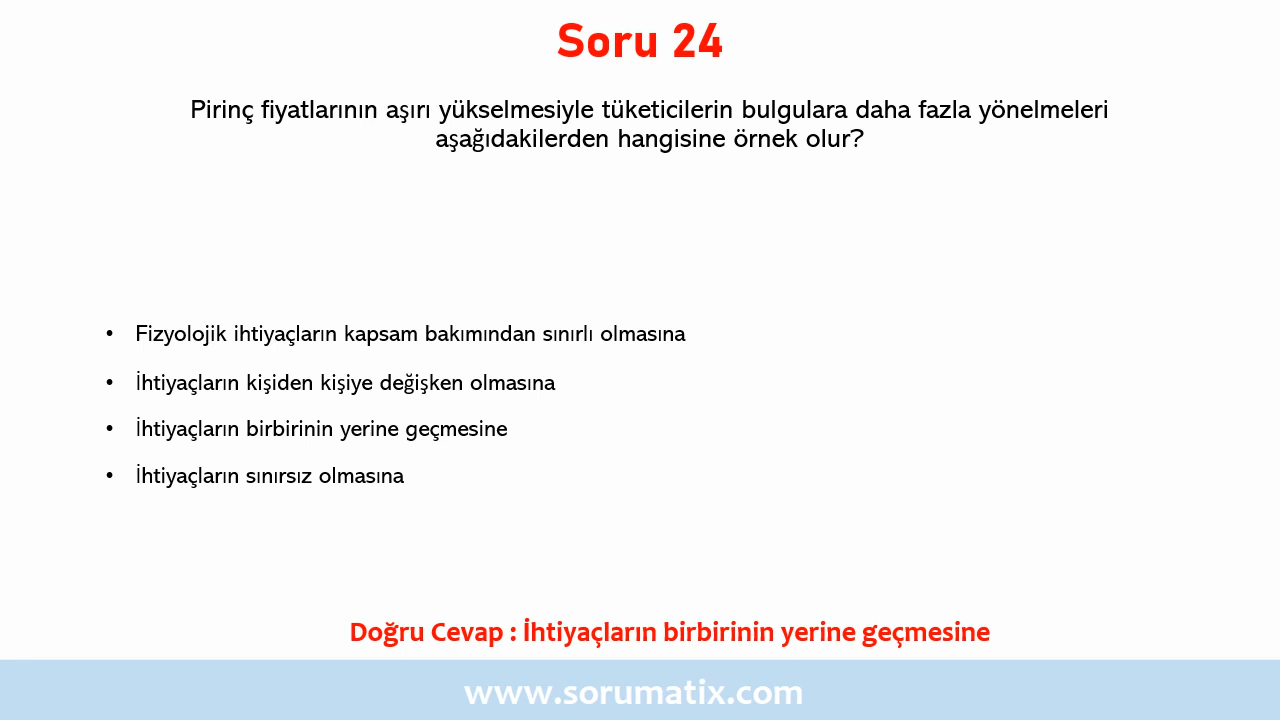 Soru 24
Pirinç fiyatlarının aşırı yükselmesiyle tüketicilerin bulgulara daha fazla yönelmeleri
aşağıdakilerden hangisine örnek olur?
• Fizyolojik ihtiyaçların kapsam bakımından sınırlı olmasına
• İhtiyaçların kişiden kişiye değişken olmasına
• İhtiyaçların birbirinin yerine geçmesine
• İhtiyaçların sınırsız olmasına
Doğru Cevap : İhtiyaçların birbirinin yerine geçmesine
www.sorumatix.com